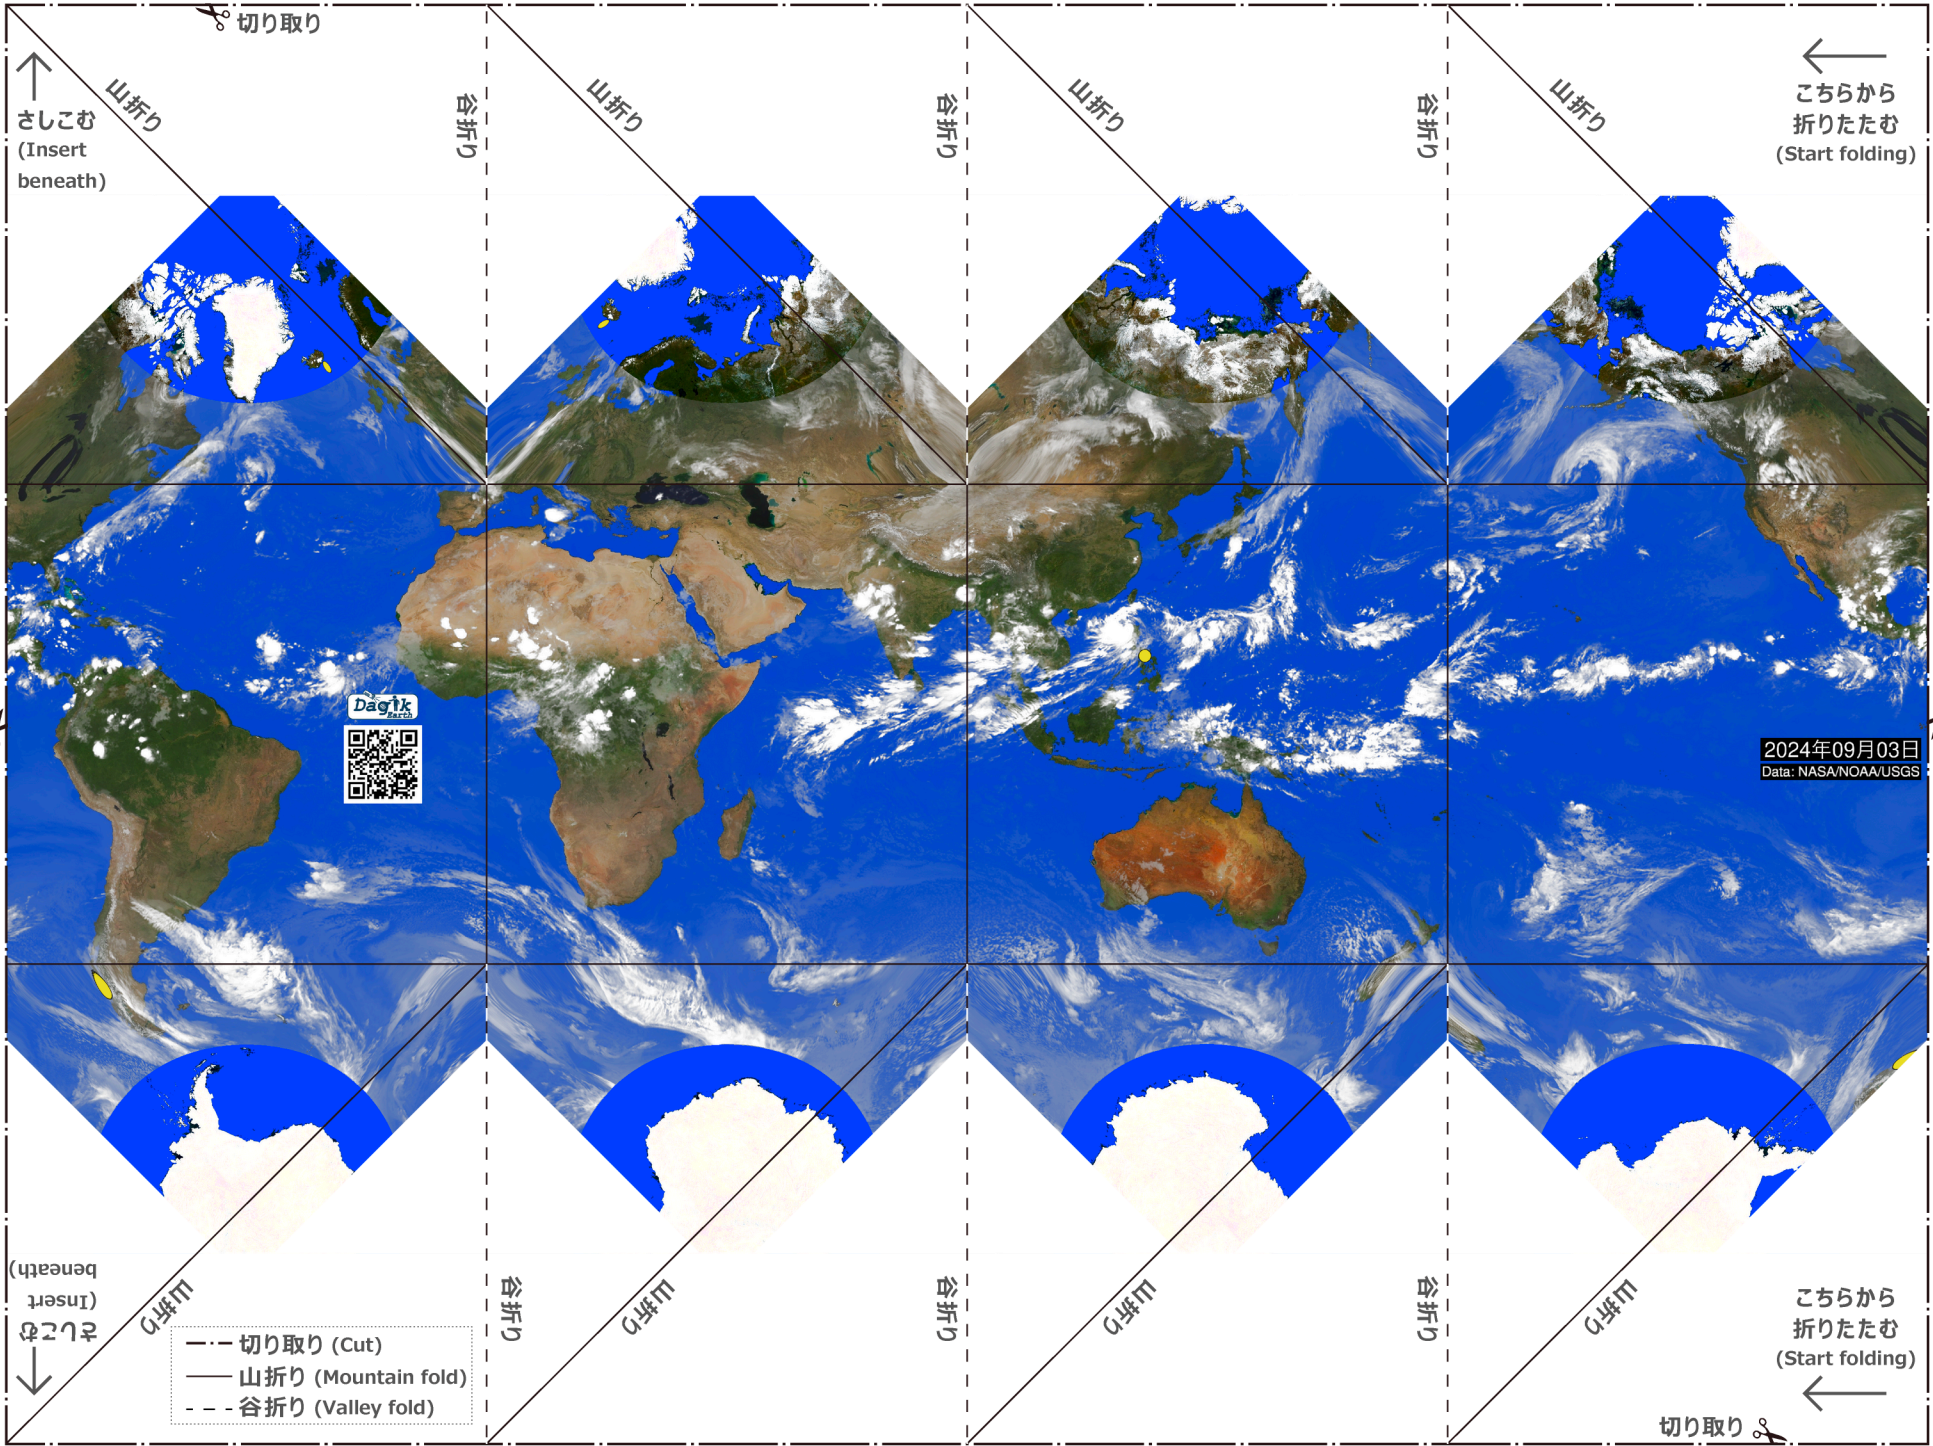 切り取り
山折り
谷折り
山折り
谷折り
山折り
谷折り
山折り
さしこむ
(Insert
beneath)
こちらから
折りたたむ
(Start folding)
Dagik
Earth
2024年09月03日
Data: NASA/NOAA/USGS
さしこむ
(Insert
beneath)
山折り
谷折り
山折り
谷折り
山折り
谷折り
山折り
こちらから
折りたたむ
(Start folding)
切り取り (Cut)
山折り (Mountain fold)
谷折り (Valley fold)
切り取り